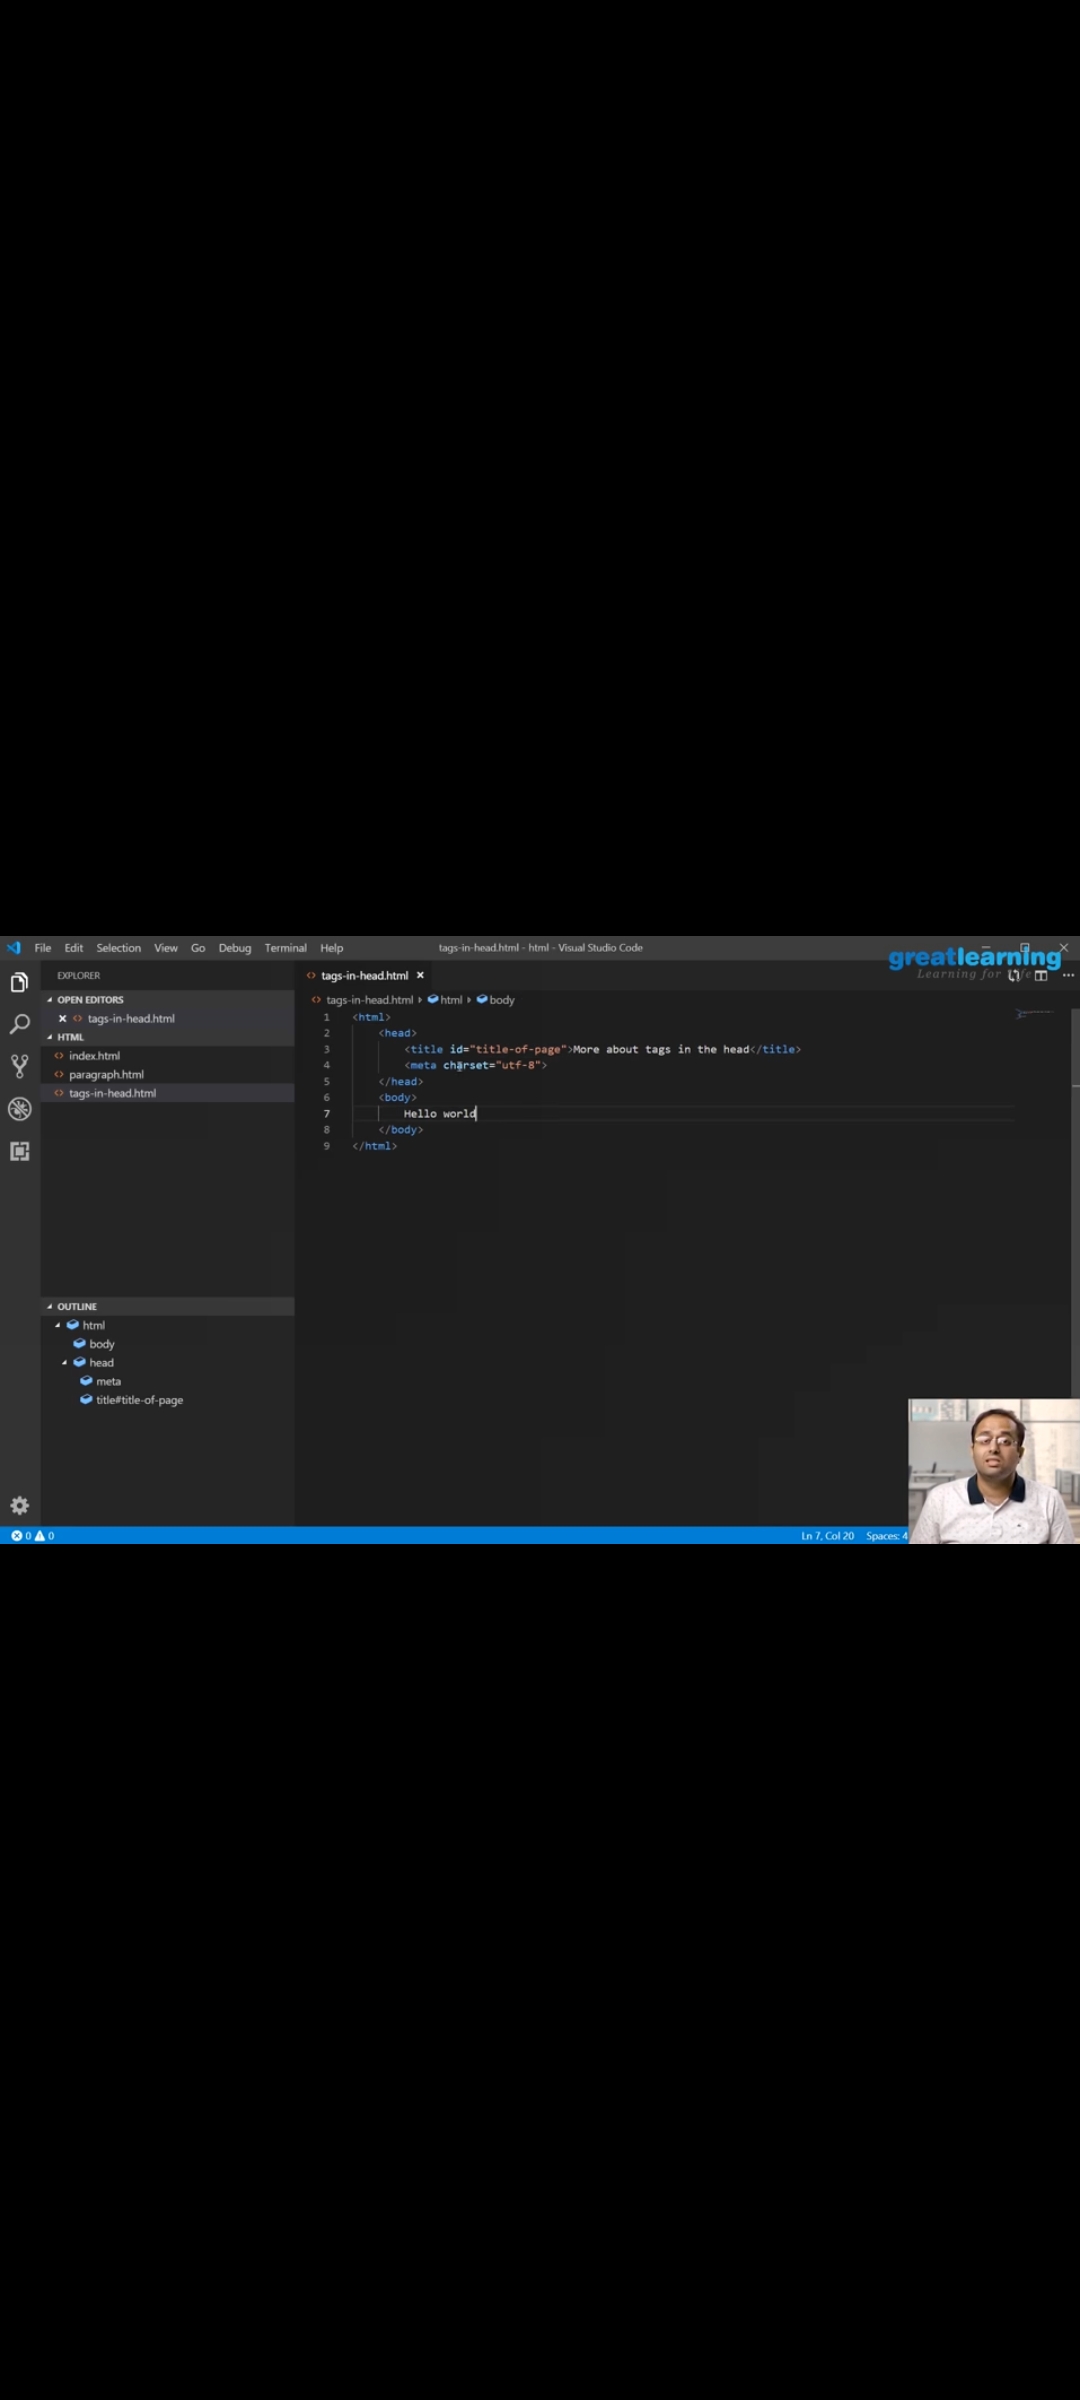 File Edit Selection View Go Debug Terminal Help tags-in-head.html - html - Visual Studio Code
greatlearning
Learning for Life
EXPLORER
OPEN EDITORS
tags-in-head.html
HTML
index.html
paragraph.html
tags-in-head.html
OUTLINE
html
body
head
meta
title#title-of-page
tags-in-head.html
tags-in-head.html html body
1 <html>
2 <head>
3 <title id="title-of-page">More about tags in the head</title>
4 <meta charset="utf-8">
5 </head>
6 <body>
7 Hello world
8 </body>
9 </html>
0 0 Ln 7, Col 20 Spaces: 4